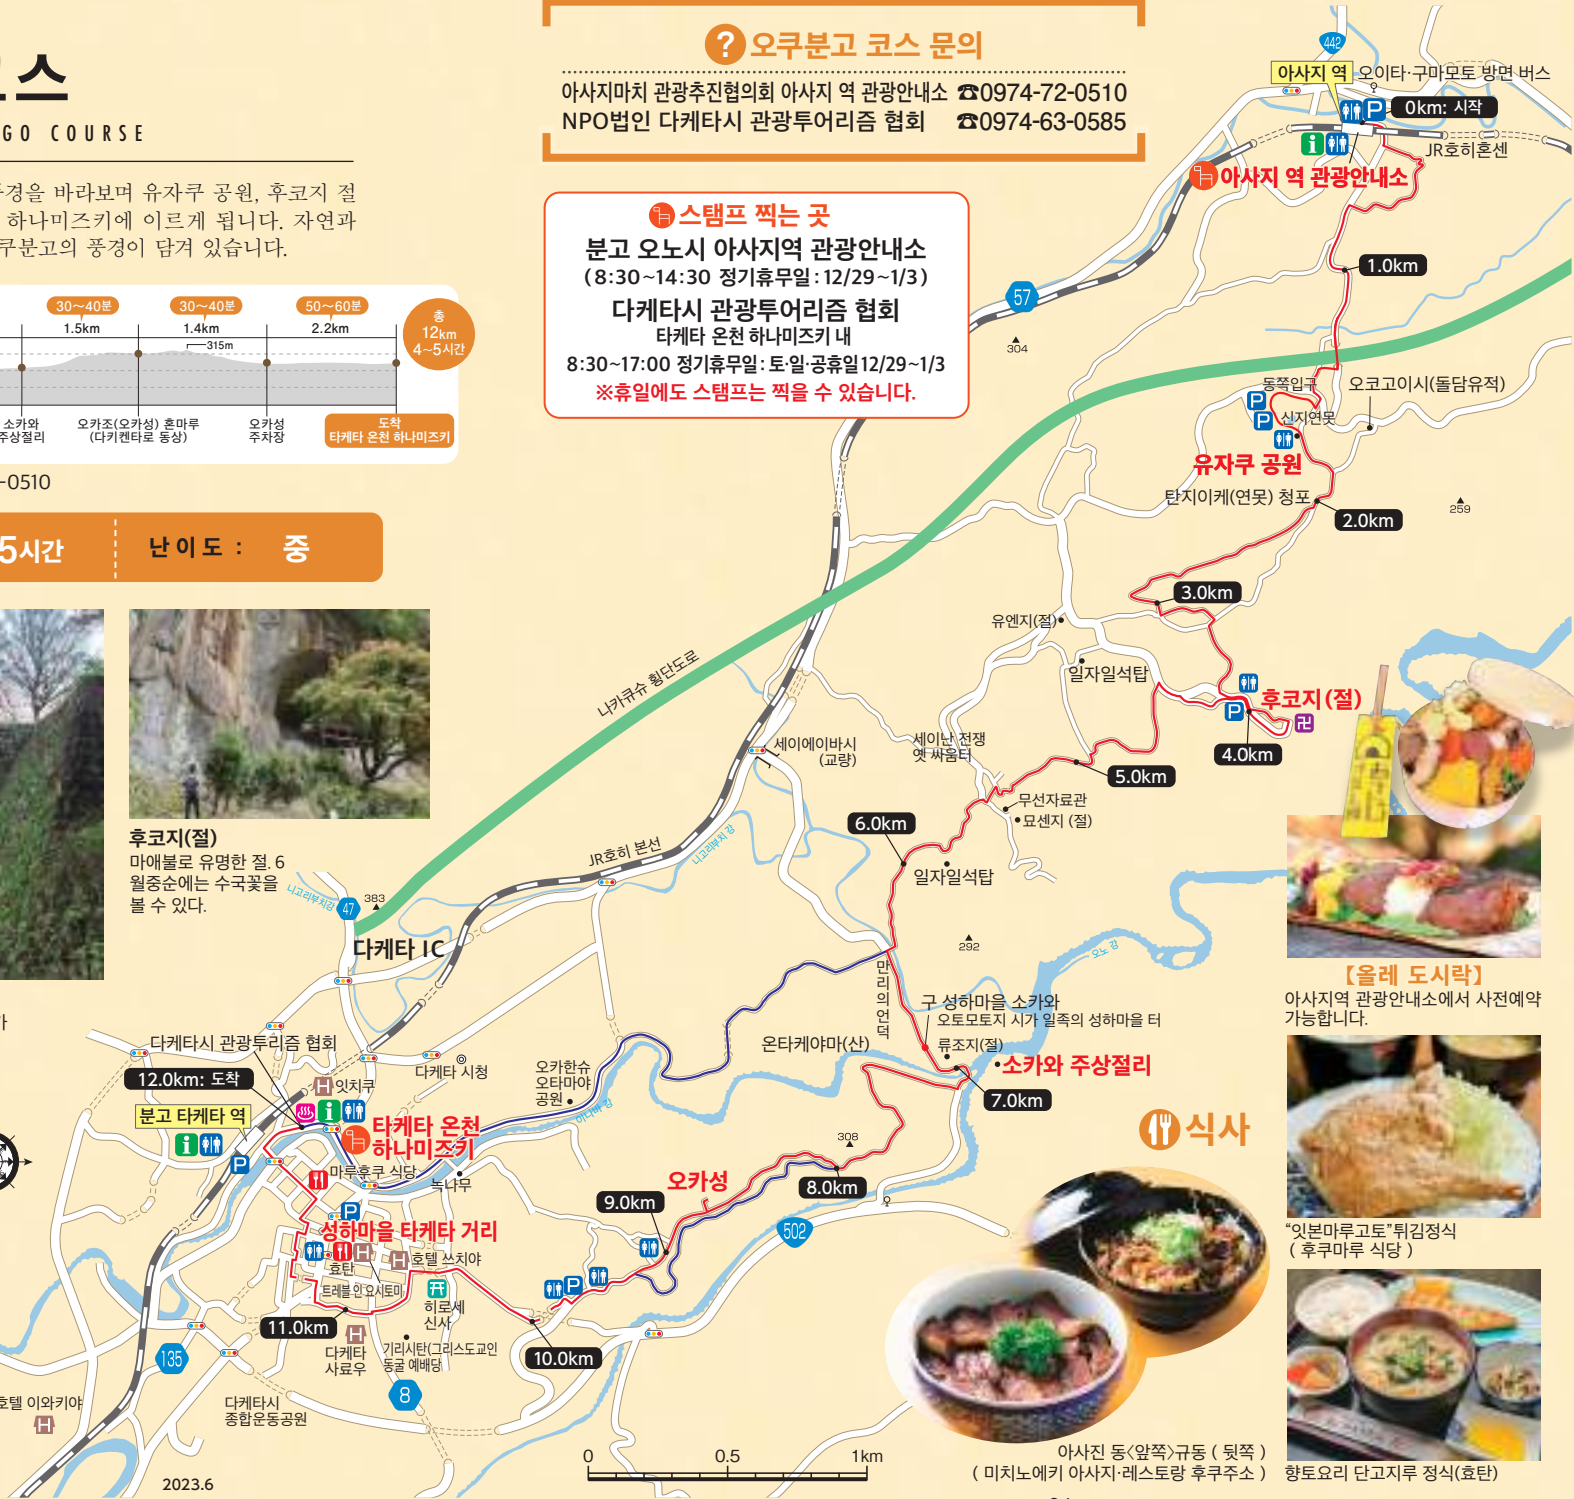 스
GO COURSE
경을 바라보며 유자쿠 공원, 후코지 절
하나미즈키에 이르게 됩니다. 자연과
쿠분고의 풍경이 담겨 있습니다.
30~40분
30~40분
50~60분
1.5km
1.4km
2.2km
315m
총
12km
4~5시간
소카와
주상절리
오카조(오카성) 혼마루
(다키켄타로 동상)
오카성
주차장
도착
타케타 온천 하나미즈키
-0510
5시간
난이도 : 중
후코지(절)
마애불로 유명한 절. 6
월중순에는 수국꽃을
볼 수 있다.
? 오쿠분고 코스 문의
아사지마치 관광추진협의회 아사지 역 관광안내소 ☎0974-72-0510
NPO법인 다케타시 관광투어리즘 협회 ☎0974-63-0585
스탬프 찍는 곳
분고 오노시 아사지역 관광안내소
(8:30~14:30 정기휴무일:12/29~1/3)
다케타시 관광투어리즘 협회
타케타 온천 하나미즈키 내
8:30~17:00 정기휴무일:토·일·공휴일12/29~1/3
※휴일에도 스탬프는 찍을 수 있습니다.
442
아사지 역
오이타·구마모토 방면 버스
P
0km: 시작
i
JR호히혼센
아사지 역 관광안내소
1.0km
57
304
동쪽입구
오코고이시(돌담유적)
P
P
신지연못
유자쿠 공원
탄지이케(연못) 청포
2.0km
259
3.0km
유엔지(절)
일자일석탑
후코지(절)
P
卍
4.0km
나카큐슈 횡단도로
세이에이바시
(교량)
세이난 전쟁
옛 싸움터
5.0km
무선자료관
묘센지 (절)
6.0km
일자일석탑
JR호히 본선
니고리부치 강
니고리부치강
47
383
다케타 IC
292
오노 강
만리의언덕
구 성하마을 소카와
오토모토지 시가 일족의 성하마을 터
류조지(절)
소카와 주상절리
7.0km
온타케야마(산)
다케타시 관광투리즘 협회
다케타 시청
오카한슈
오타마야
공원
이나바 강
12.0km: 도착
H
잇치쿠
분고 타케타 역
i
i
P
타케타 온천
하나미즈키
마루후쿠 식당
녹나무
308
8.0km
오카성
9.0km
502
P
성하마을 타케타 거리
H
H
호텔 쓰치야
효탄
트레블인 요시토미
히로세
신사
P
11.0km
H
다케타
사료우
기리시탄(그리스도교인
동굴 예배당
10.0km
135
8
다케타시
종합운동공원
호텔 이와키야
H
2023.6
0 0.5 1km
【올레 도시락】
아사지역 관광안내소에서 사전예약
가능합니다.
식사
“잇본마루고토”튀김정식
( 후쿠마루 식당 )
아사진 동〈앞쪽〉규동 ( 뒷쪽 )
( 미치노에키 아사지·레스토랑 후쿠주소 )
향토요리 단고지루 정식(효탄)